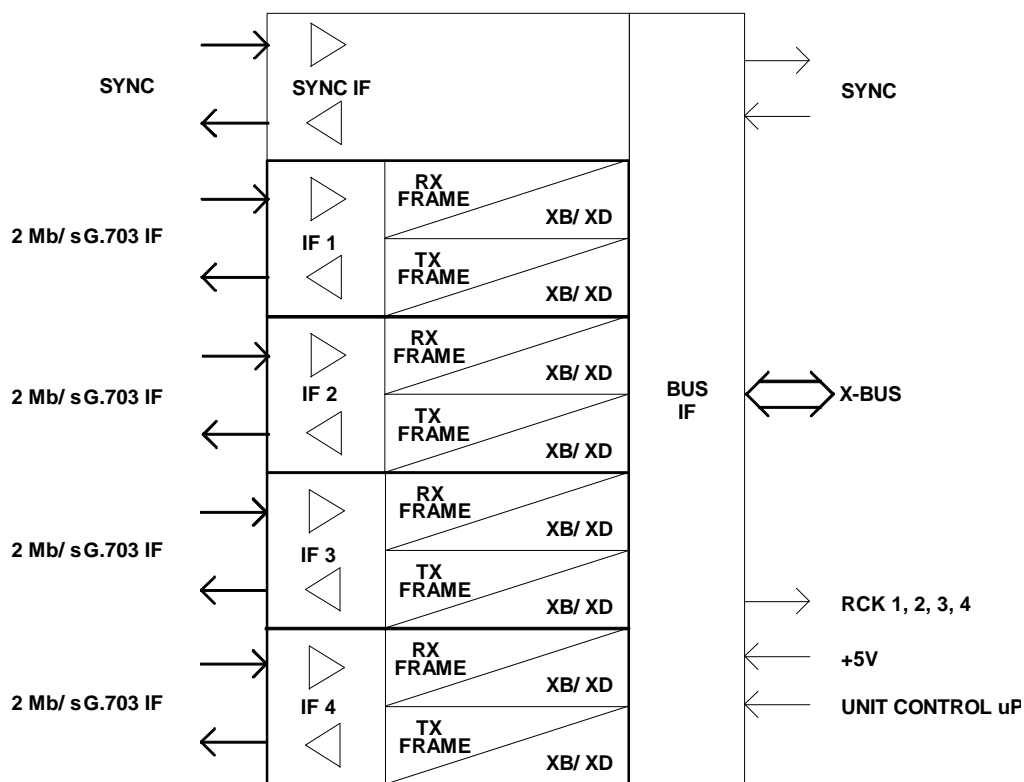 SYNC
SYNC IF
SYNC
RX
FRAME
XB/ XD
2 Mb/ sG.703 IF
IF 1
TX
FRAME
XB/ XD
RX
FRAME
XB/ XD
2 Mb/ sG.703 IF
IF 2
TX
FRAME
XB/ XD
BUS
IF
X-BUS
RX
FRAME
XB/ XD
2 Mb/ sG.703 IF
IF 3
TX
FRAME
XB/ XD
RCK 1, 2, 3, 4
RX
FRAME
XB/ XD
+5V
2 Mb/ sG.703 IF
IF 4
UNIT CONTROL uP
TX
FRAME
XB/ XD